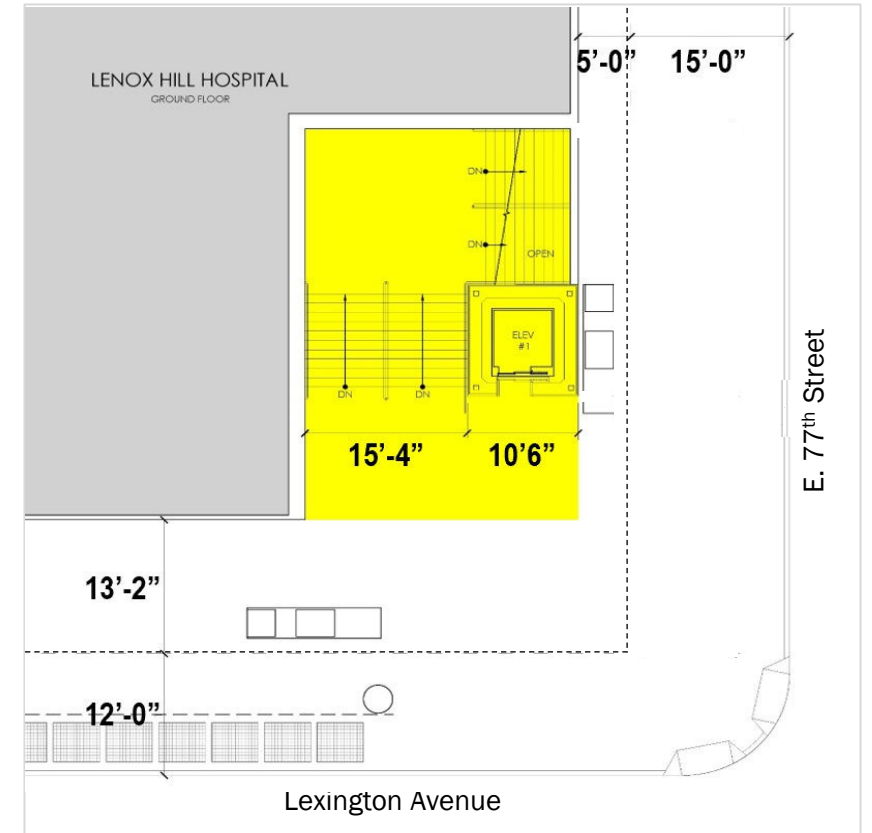 5’-0” 15’-0”
LENOX HILL HOSPITAL
GROUND FLOOR
DN
DN
OPEN
ELEV
#1
DN DN
15’-4” 10’6”
E. 77th Street
13’-2”
12’-0”
Lexington Avenue